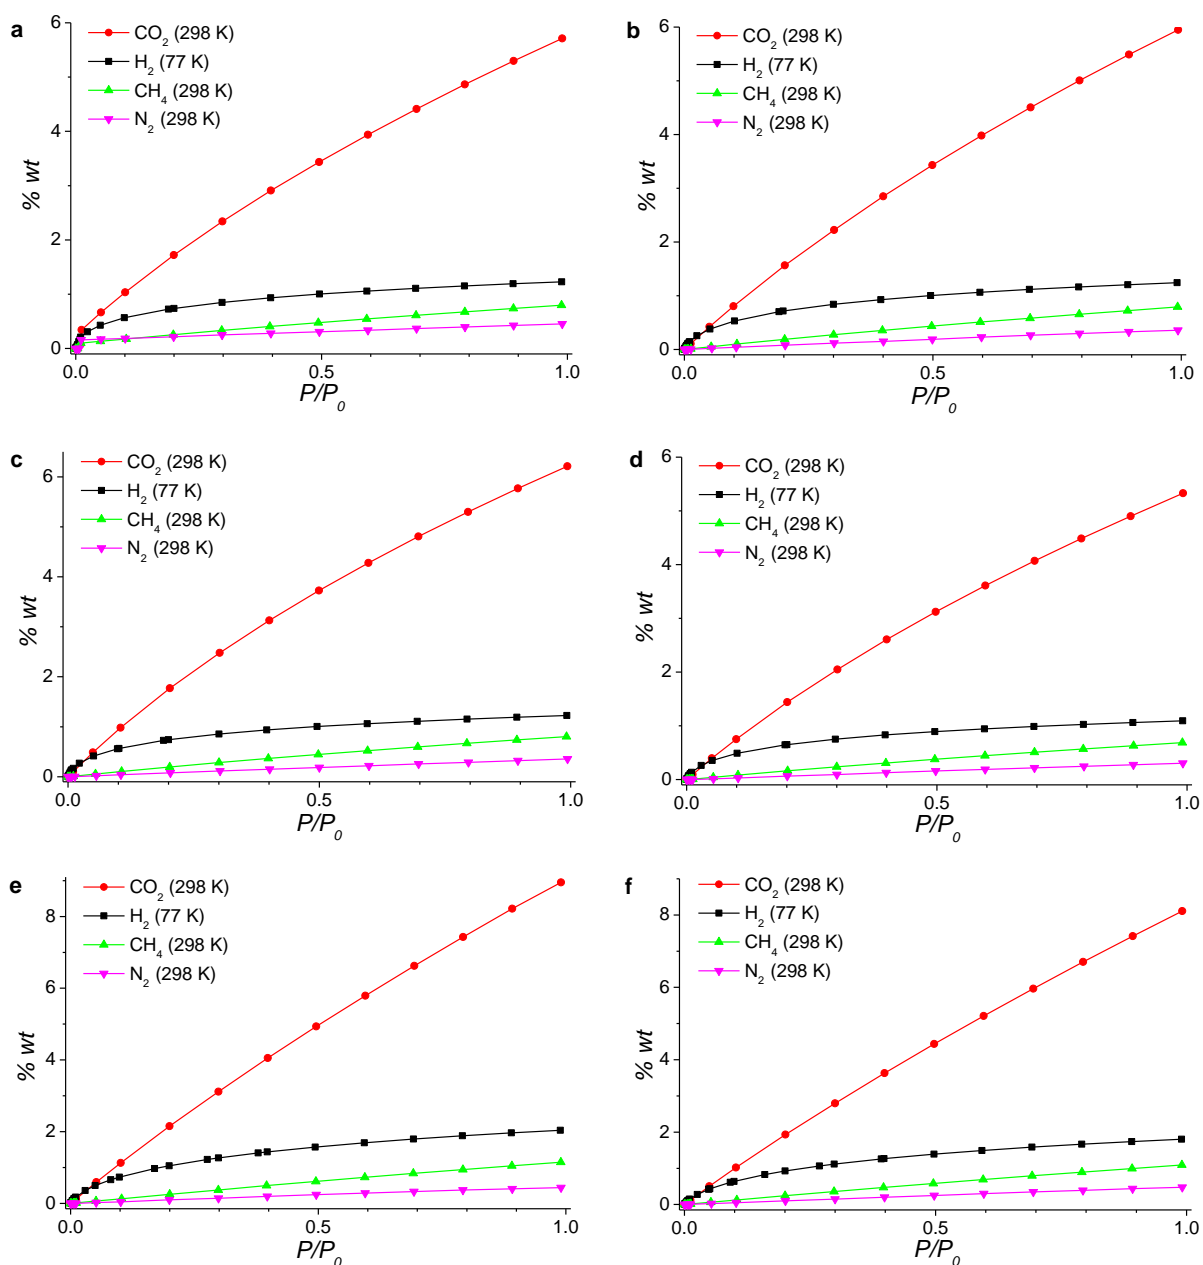 a
CO2 (298 K)
H2 (77 K)
CH4 (298 K)
N2 (298 K)
% wt
6
4
2
0
0.0 0.5 1.0
P/P0
b
CO2 (298 K)
H2 (77 K)
CH4 (298 K)
N2 (298 K)
% wt
6
4
2
0
0.0 0.5 1.0
P/P0
c
CO2 (298 K)
H2 (77 K)
CH4 (298 K)
N2 (298 K)
% wt
6
4
2
0
0.0 0.5 1.0
P/P0
d
CO2 (298 K)
H2 (77 K)
CH4 (298 K)
N2 (298 K)
% wt
6
4
2
0
0.0 0.5 1.0
P/P0
e
CO2 (298 K)
H2 (77 K)
CH4 (298 K)
N2 (298 K)
% wt
8
6
4
2
0
0.0 0.5 1.0
P/P0
f
CO2 (298 K)
H2 (77 K)
CH4 (298 K)
N2 (298 K)
% wt
8
6
4
2
0
0.0 0.5 1.0
P/P0